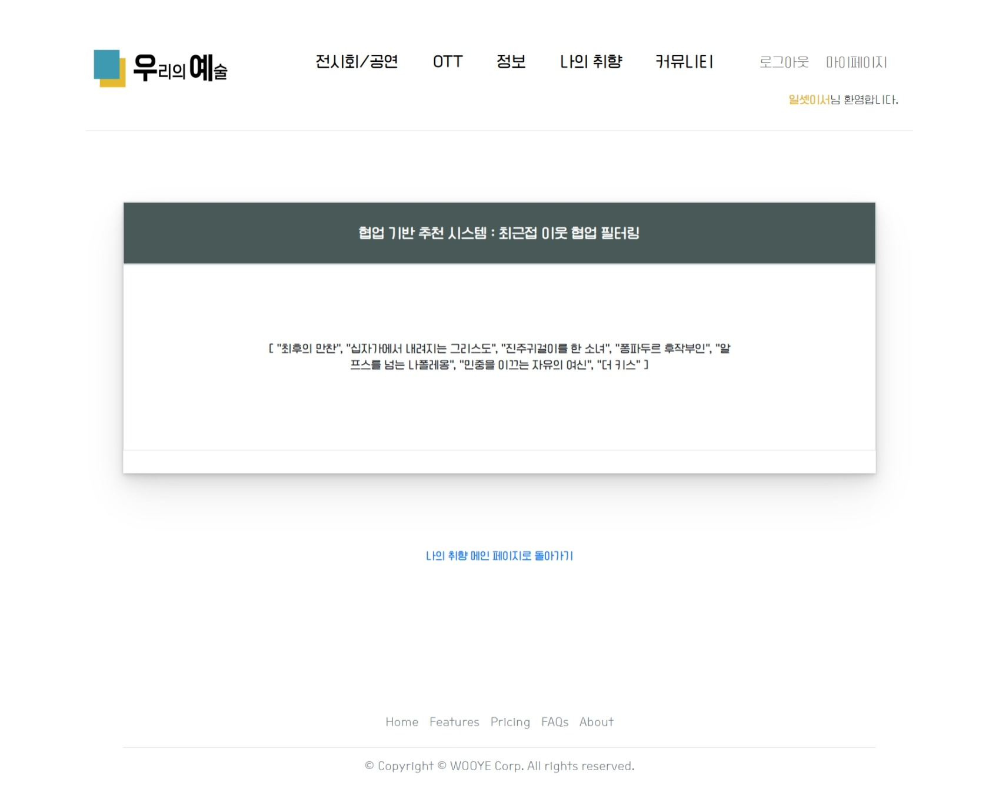 우리의 예술
전시회/공연 OTT 정보 나의 취향 커뮤니티 로그아웃 마이페이지
일셋이서님 환영합니다.
협업 기반 추천 시스템 : 최근접 이웃 협업 필터링
[ "최후의 만찬", "십자가에서 내려지는 그리스도", "진주귀걸이를 한 소녀", "퐁파두르 후작부인", "알
프스를 넘는 나폴레옹", "민중을 이끄는 자유의 여신", "더 키스" ]
나의 취향 메인 페이지로 돌아가기
Home Features Pricing FAQs About
© Copyright © WOOYE Corp. All rights reserved.